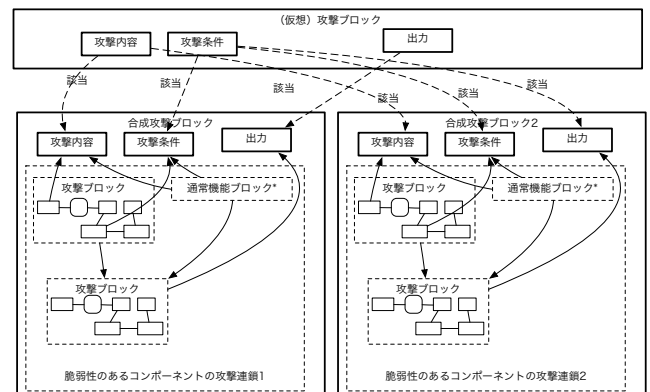 （仮想）攻撃ブロック
攻撃内容
攻撃条件
出力
該当
該当
該当
該当
該当
該当
合成攻撃ブロック
攻撃内容
攻撃条件
出力
攻撃ブロック
通常機能ブロック*
攻撃ブロック
脆弱性のあるコンポーネントの攻撃連鎖1
合成攻撃ブロック2
攻撃内容
攻撃条件
出力
攻撃ブロック
通常機能ブロック*
攻撃ブロック
脆弱性のあるコンポーネントの攻撃連鎖2